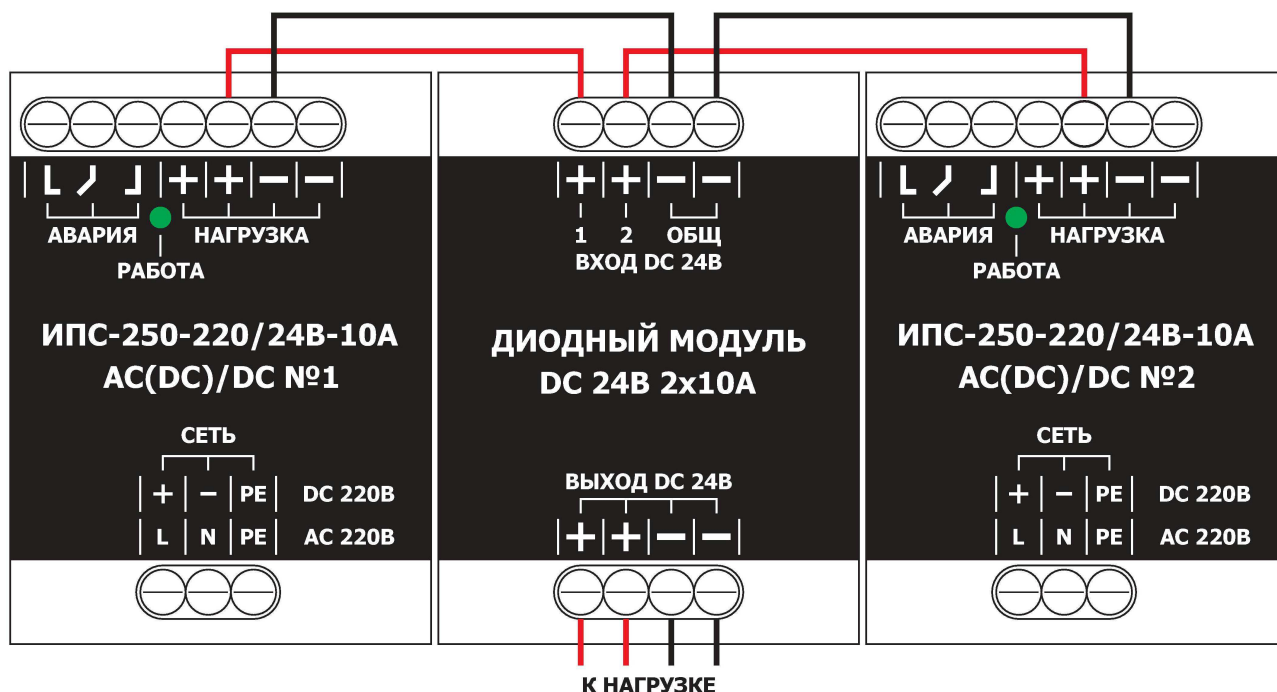 АВАРИЯ
НАГРУЗКА
РАБОТА
ИПС-250-220/24В-10А
AC(DC)/DC №1
СЕТЬ
+ − PE DC 220В
L N PE AC 220В
+ + − −
1 2 ОБЩ
ВХОД DC 24В
ДИОДНЫЙ МОДУЛЬ
DC 24В 2x10А
ВЫХОД DC 24В
+ + − −
К НАГРУЗКЕ
+ + − −
АВАРИЯ
НАГРУЗКА
РАБОТА
ИПС-250-220/24В-10А
AC(DC)/DC №2
СЕТЬ
+ − PE DC 220В
L N PE AC 220В